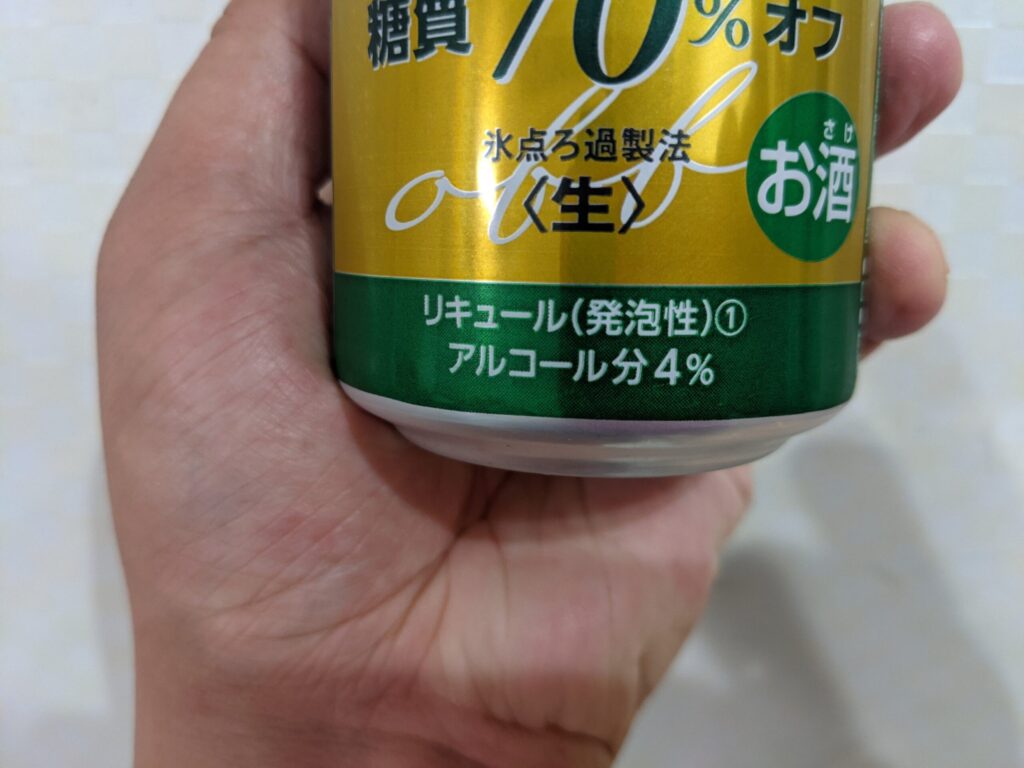 糖質70%オフ
off
氷点ろ過製法
〈生〉
さけ
お酒
リキュール(発泡性)①
アルコール分4%